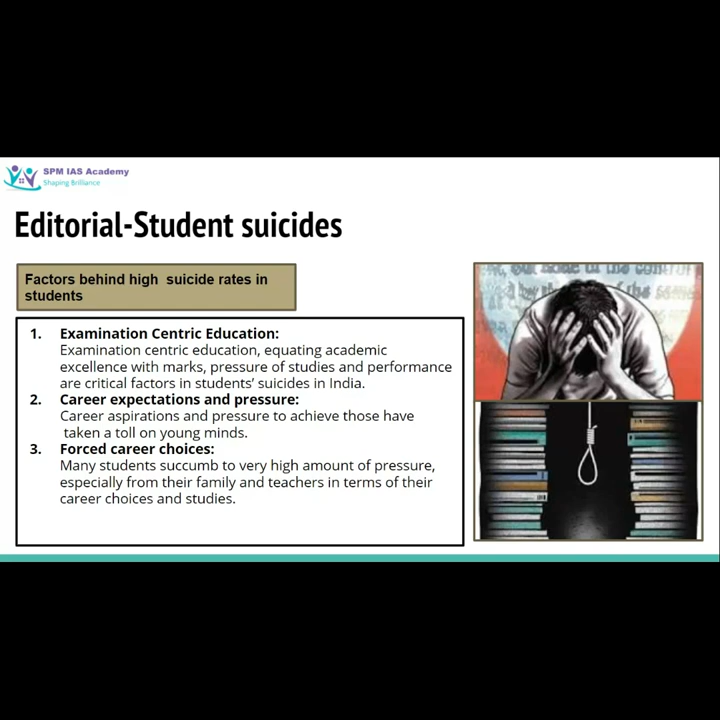 SPM IAS Academy
Shaping Brilliance
Editorial-Student suicides
Factors behind high suicide rates in
students
1. Examination Centric Education:
Examination centric education, equating academic
excellence with marks, pressure of studies and performance
are critical factors in students’ suicides in India.
2. Career expectations and pressure:
Career aspirations and pressure to achieve those have
taken a toll on young minds.
3. Forced career choices:
Many students succumb to very high amount of pressure,
especially from their family and teachers in terms of their
career choices and studies.